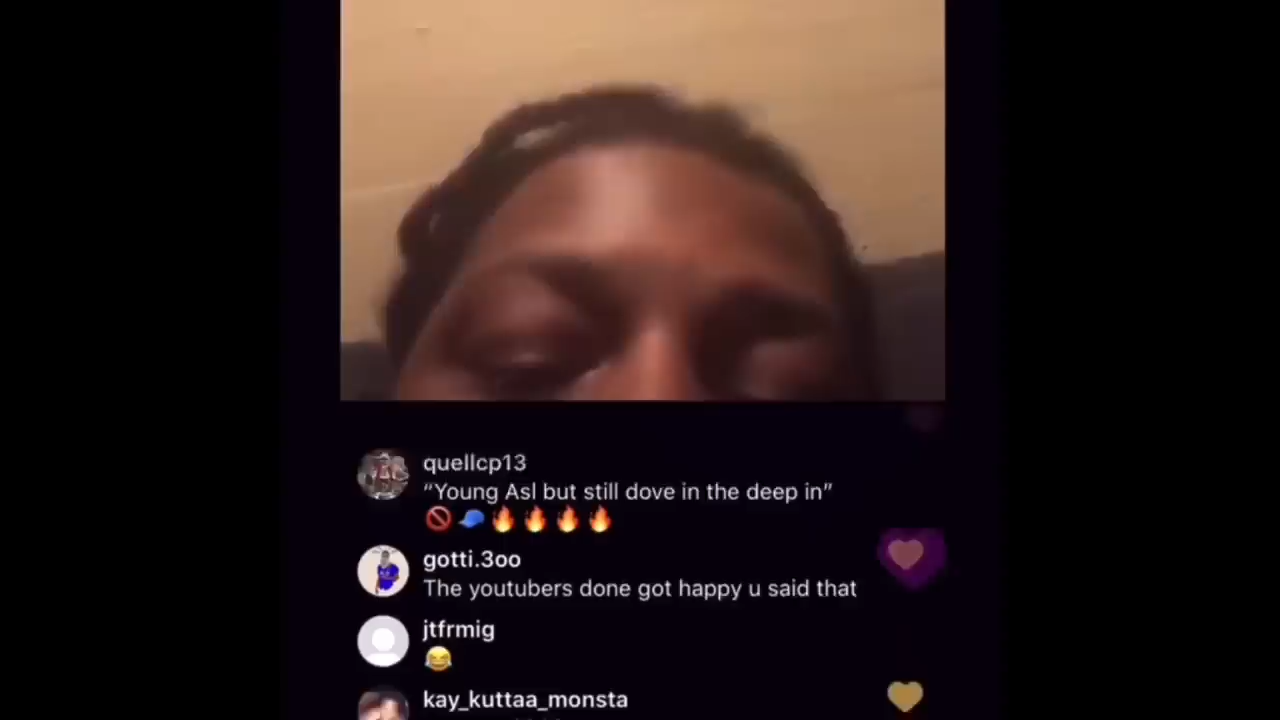 quellcp13
“Young Asl but still dove in the deep in”
🚫🧢🔥🔥🔥🔥
gotti.3oo
The youtubers done got happy u said that
jtfrmig
😂
kay_kuttaa_monsta